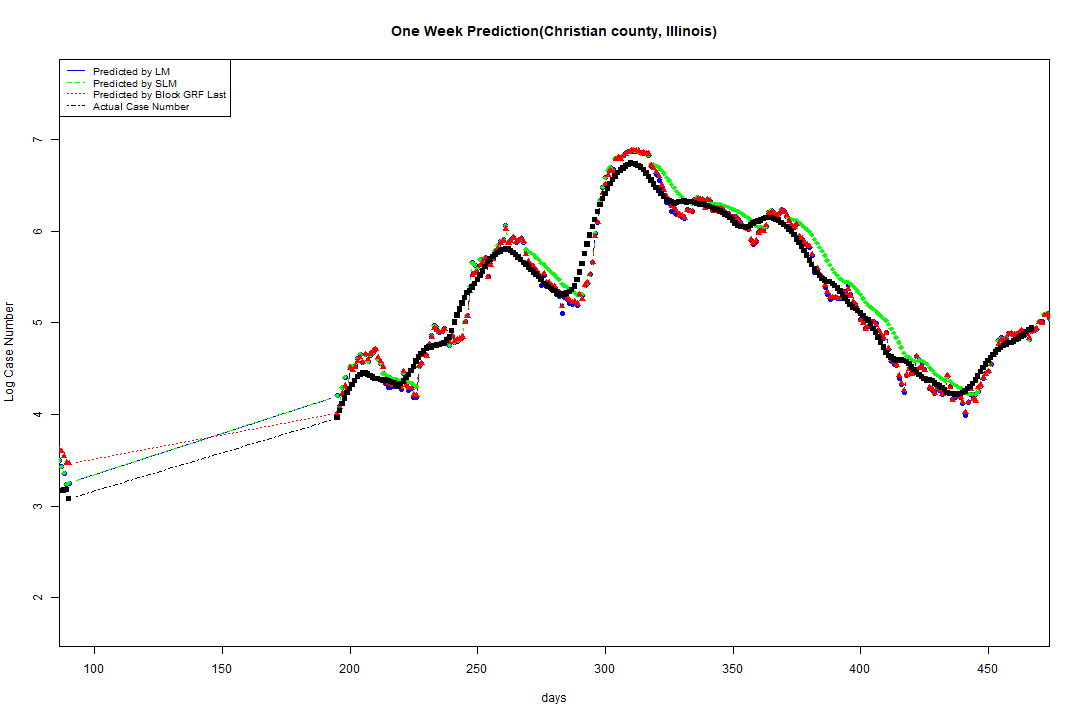 One Week Prediction(Christian county, Illinois)
Predicted by LM
Predicted by SLM
Predicted by Block GRF Last
Actual Case Number
Log Case Number
7
6
5
4
3
2
100 150 200 250 300 350 400 450
days